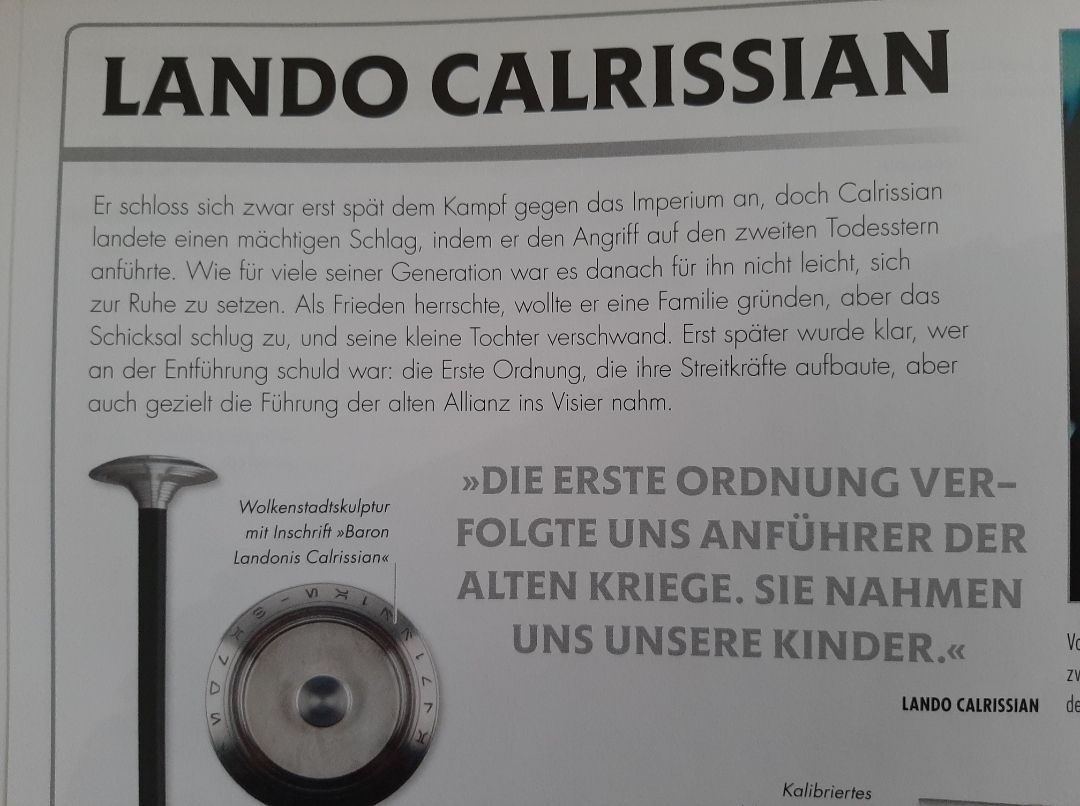 LANDO CALRISSIAN
Er schloss sich zwar erst spät dem Kampf gegen das Imperium an, doch Calrissian
landete einen mächtigen Schlag, indem er den Angriff auf den zweiten Todesstern
anführte. Wie für viele seiner Generation war es danach für ihn nicht leicht, sich
zur Ruhe zu setzen. Als Frieden herrschte, wollte er eine Familie gründen, aber das
Schicksal schlug zu, und seine kleine Tochter verschwand. Erst später wurde klar, wer
an der Entführung schuld war: die Erste Ordnung, die ihre Streitkräfte aufbaute, aber
auch gezielt die Führung der alten Allianz ins Visier nahm.
Wolkenstadtskulptur
mit Inschrift »Baron
Landonis Calrissian«
»DIE ERSTE ORDNUNG VER–
FOLGTE UNS ANFÜHRER DER
ALTEN KRIEGE. SIE NAHMEN
UNS UNSERE KINDER.«
LANDO CALRISSIAN
Kalibriertes